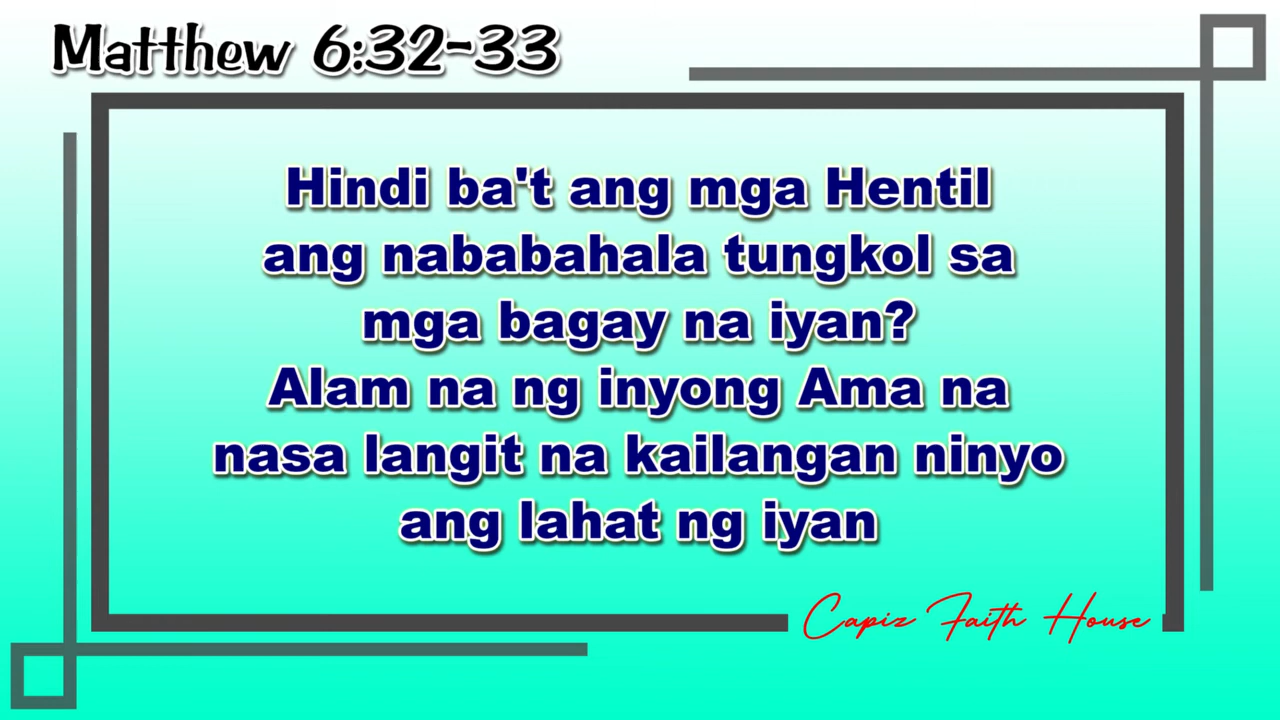 Matthew 6:32-33
Hindi ba't ang mga Hentil
ang nababahala tungkol sa
mga bagay na iyan?
Alam na ng inyong Ama na
nasa langit na kailangan ninyo
ang lahat ng iyan
Capiz Faith House